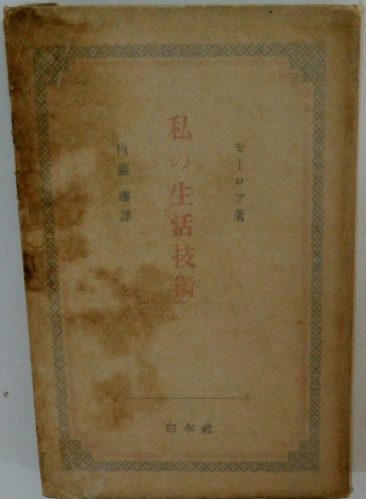 モーロア著
私の生活技術
内藤濯譯
白水社